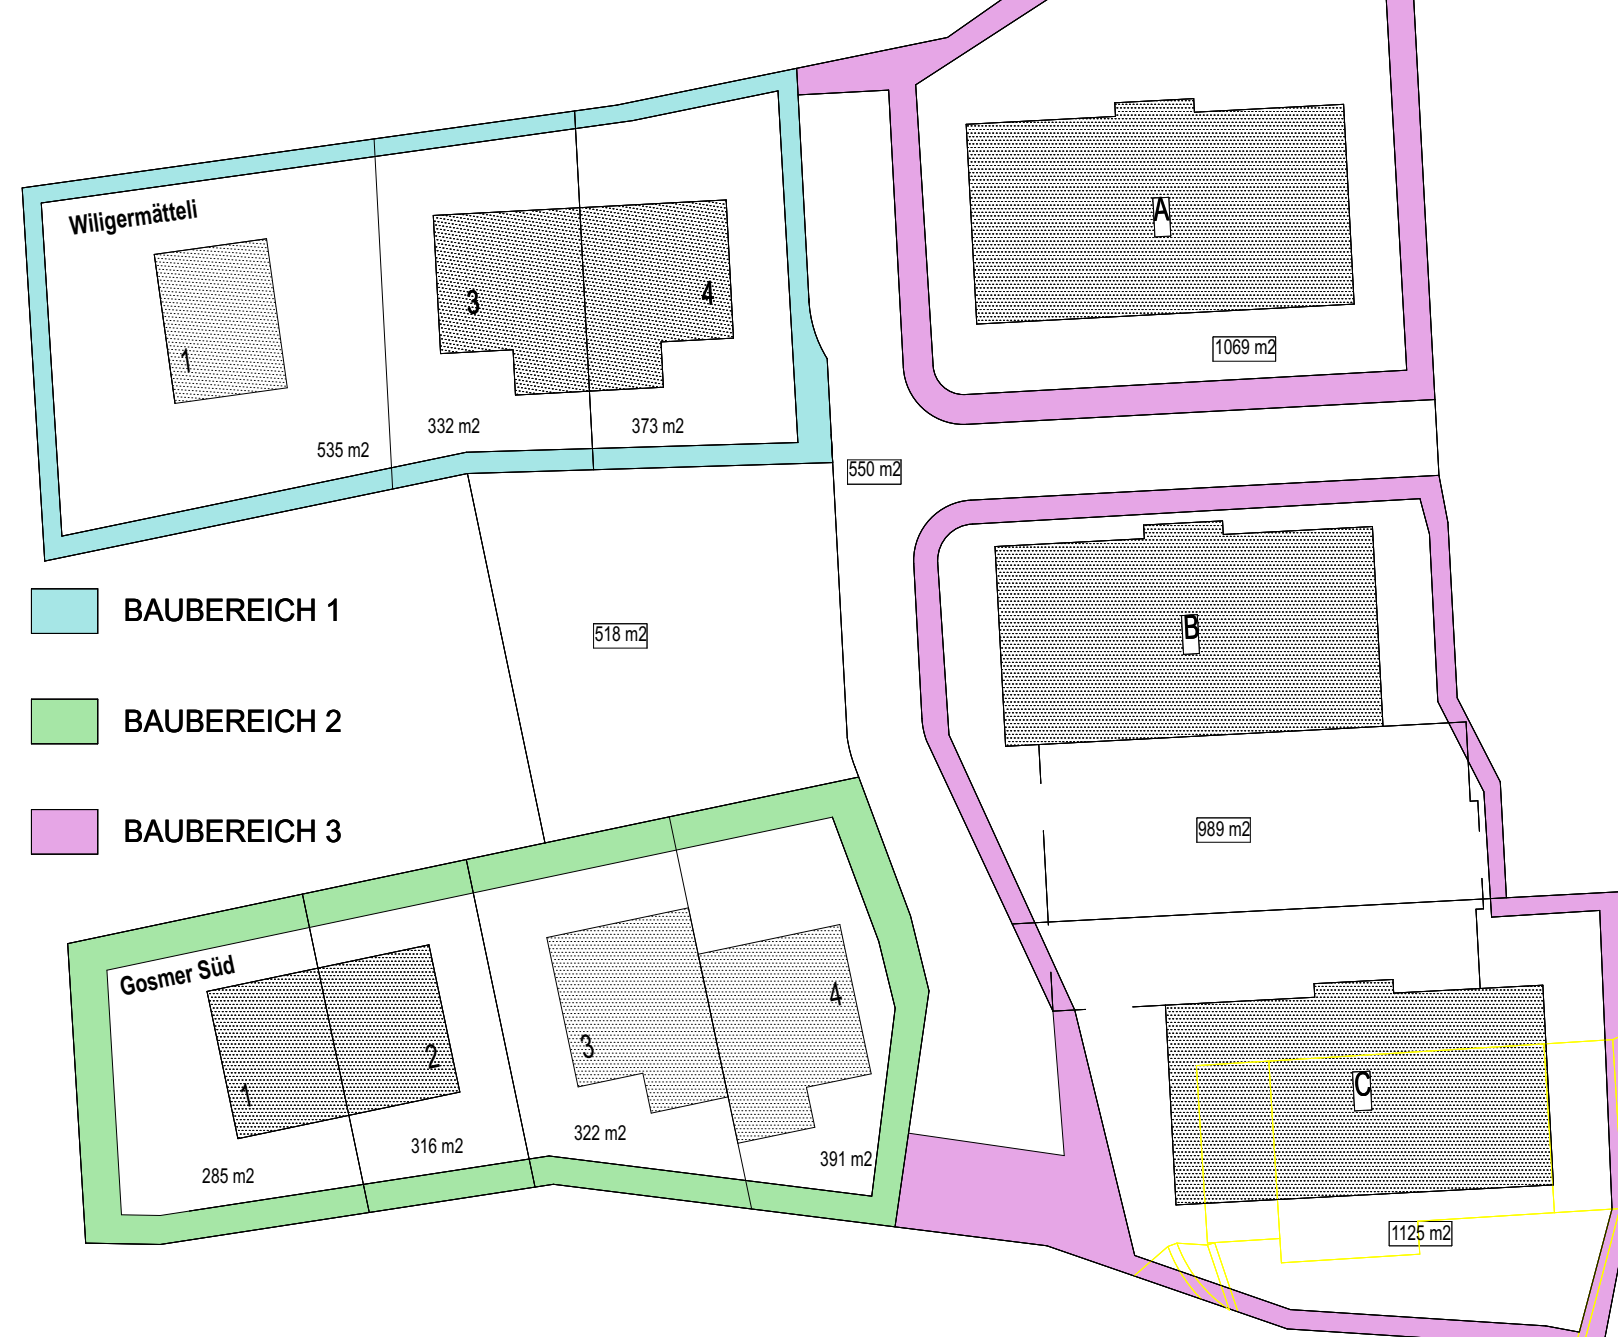 Wiligermätteli
1
3
4
535 m2
332 m2
373 m2
A
1069 m2
550 m2
BAUBEREICH 1
BAUBEREICH 2
BAUBEREICH 3
518 m2
B
989 m2
Gosmer Süd
1
2
3
4
285 m2
316 m2
322 m2
391 m2
C
1125 m2